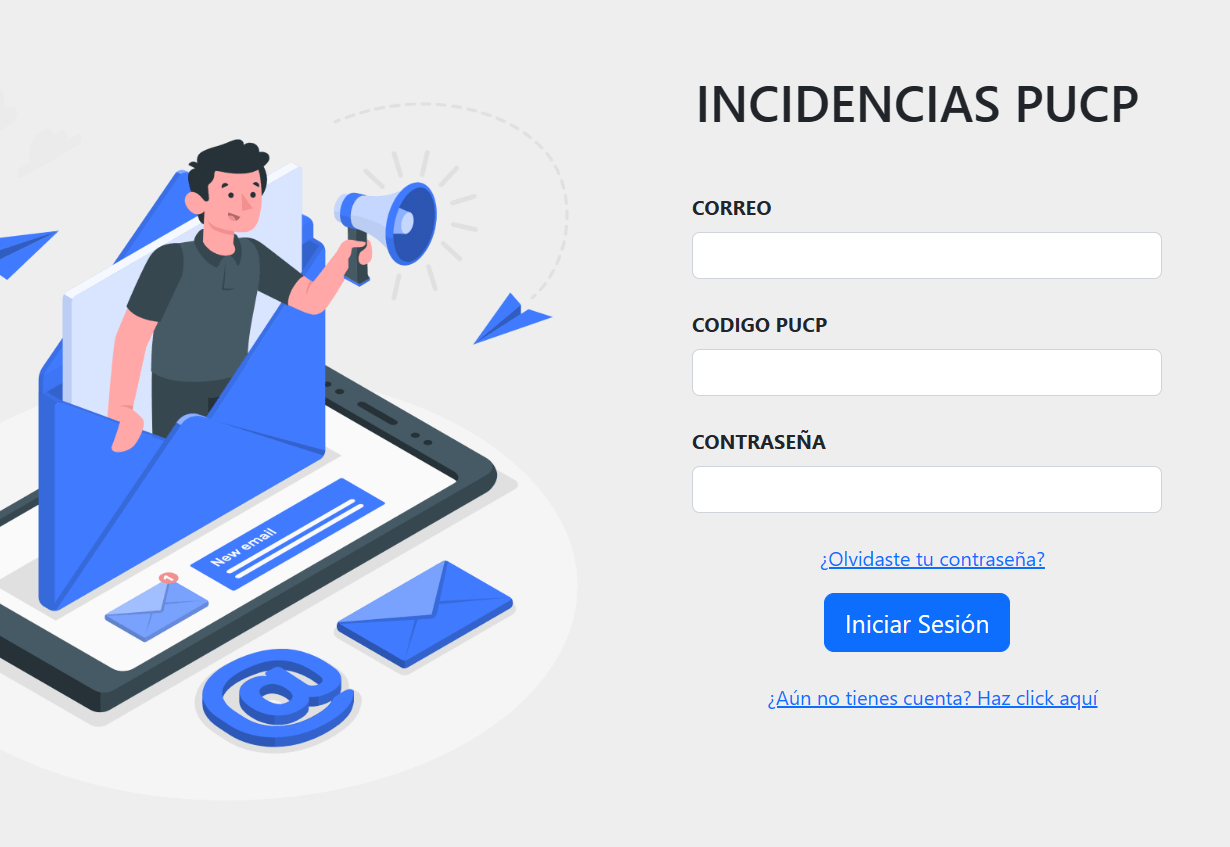 INCIDENCIAS PUCP
CORREO
CODIGO PUCP
CONTRASEÑA
¿Olvidaste tu contraseña?
Iniciar Sesión
¿Aún no tienes cuenta? Haz click aquí
New email